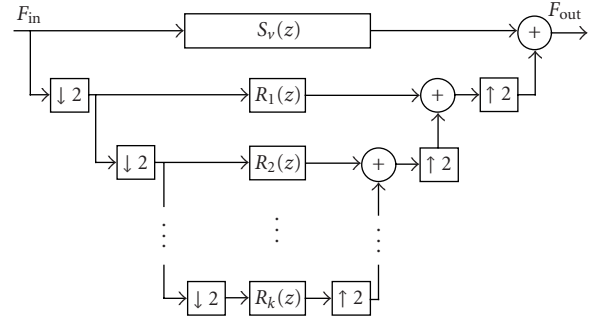 F_in S_v(z) + F_out
↓ 2 R_1(z) + ↑ 2
↓ 2 R_2(z) + ↑ 2
⋮ ⋮ ⋮
↓ 2 R_k(z) ↑ 2